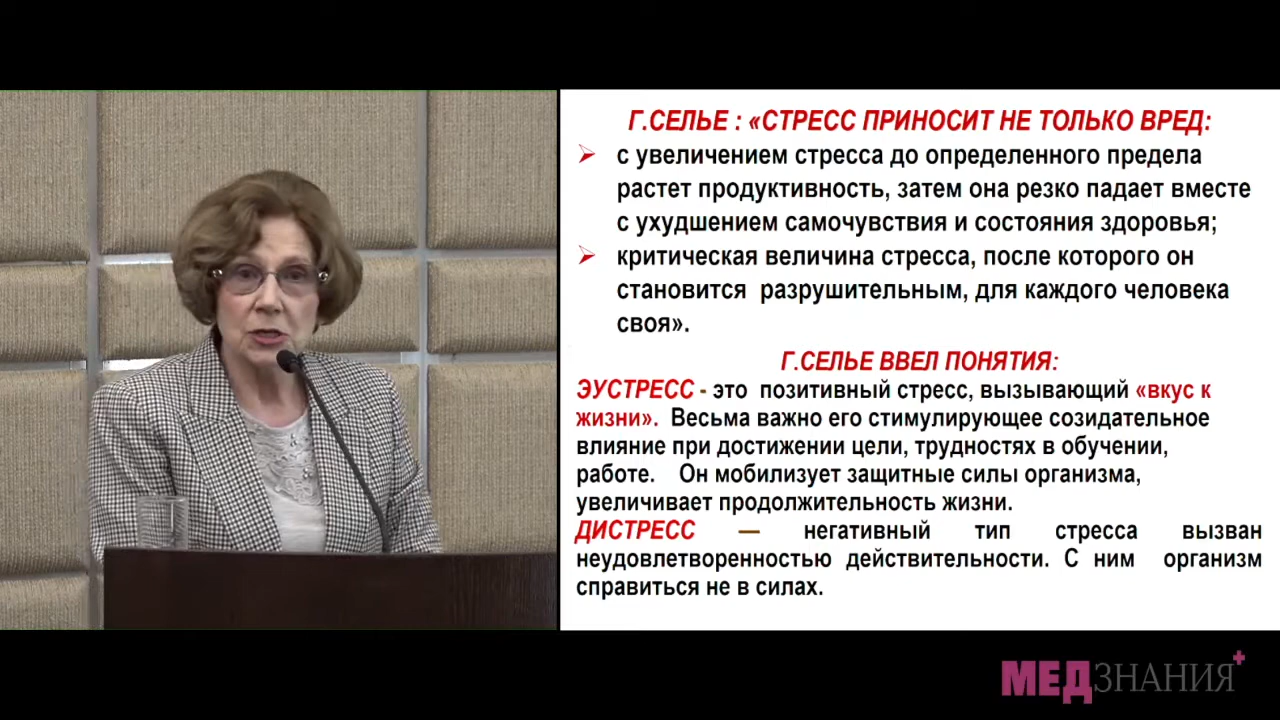 Г.СЕЛЬЕ : «СТРЕСС ПРИНОСИТ НЕ ТОЛЬКО ВРЕД:
с увеличением стресса до определенного предела
растет продуктивность, затем она резко падает вместе
с ухудшением самочувствия и состояния здоровья;
критическая величина стресса, после которого он
становится разрушительным, для каждого человека
своя».
Г.СЕЛЬЕ ВВЕЛ ПОНЯТИЯ:
ЭУСТРЕСС - это позитивный стресс, вызывающий «вкус к
жизни». Весьма важно его стимулирующее созидательное
влияние при достижении цели, трудностях в обучении,
работе. Он мобилизует защитные силы организма,
увеличивает продолжительность жизни.
ДИСТРЕСС — негативный тип стресса вызван
неудовлетворенностью действительности. С ним организм
справиться не в силах.
МЕДЗНАНИЯ+